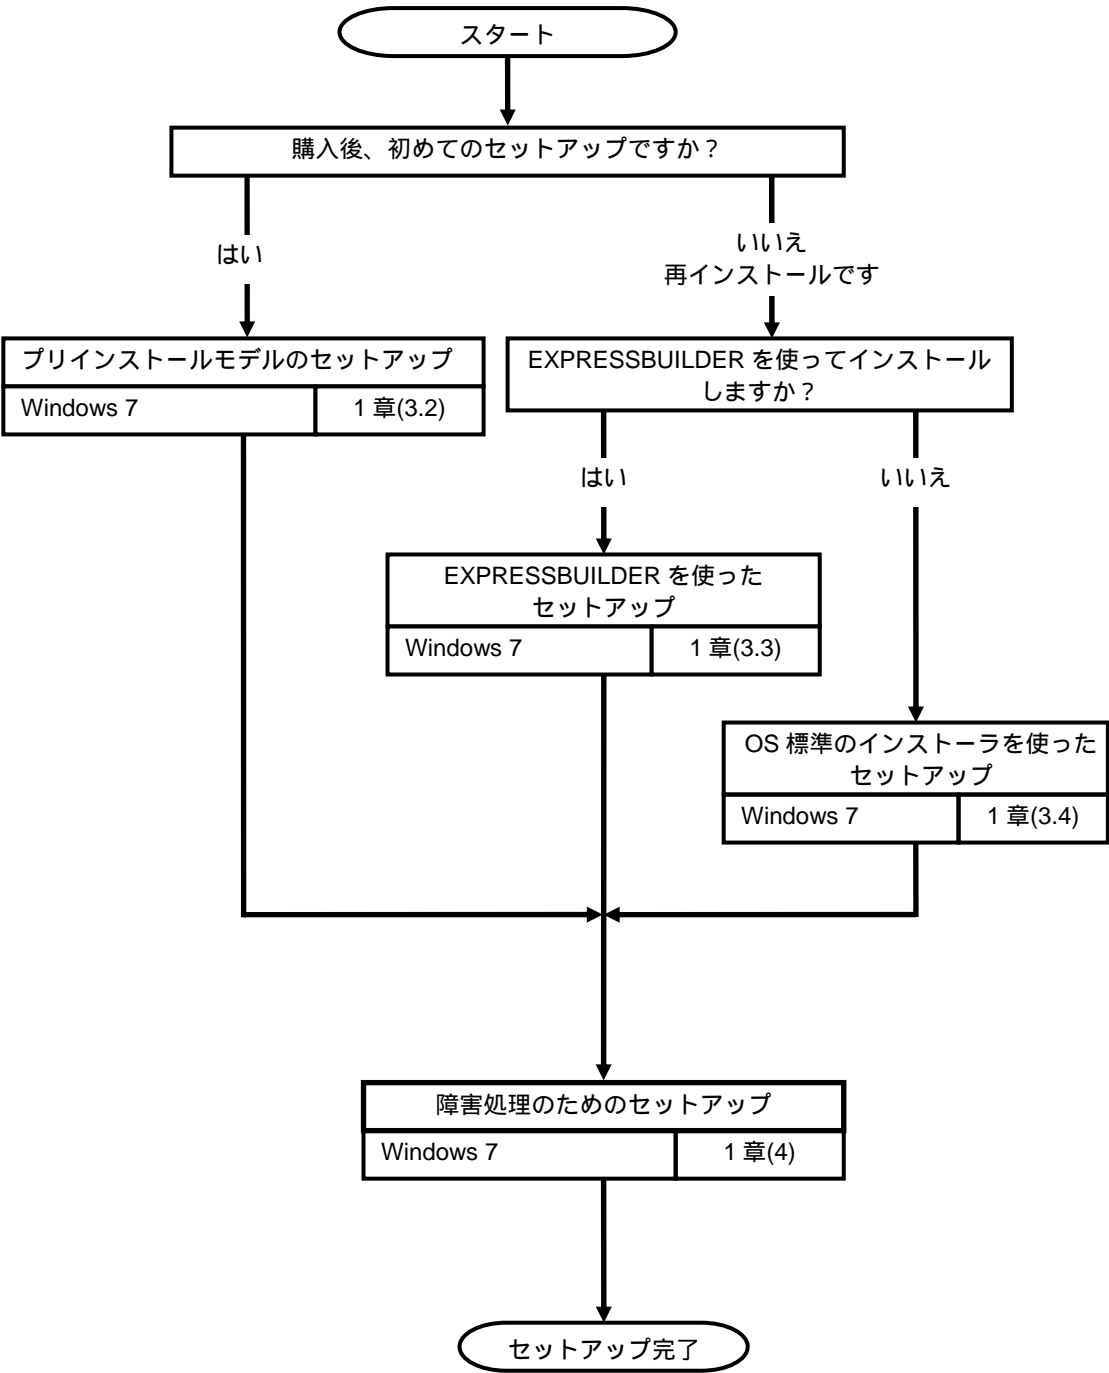 スタート
購入後、初めてのセットアップですか？
はい
いいえ
再インストールです
プリインストールモデルのセットアップ
Windows 7
1 章(3.2)
EXPRESSBUILDER を使ってインストール
しますか？
はい
いいえ
EXPRESSBUILDER を使った
セットアップ
Windows 7
1 章(3.3)
OS 標準のインストーラを使った
セットアップ
Windows 7
1 章(3.4)
障害処理のためのセットアップ
Windows 7
1 章(4)
セットアップ完了